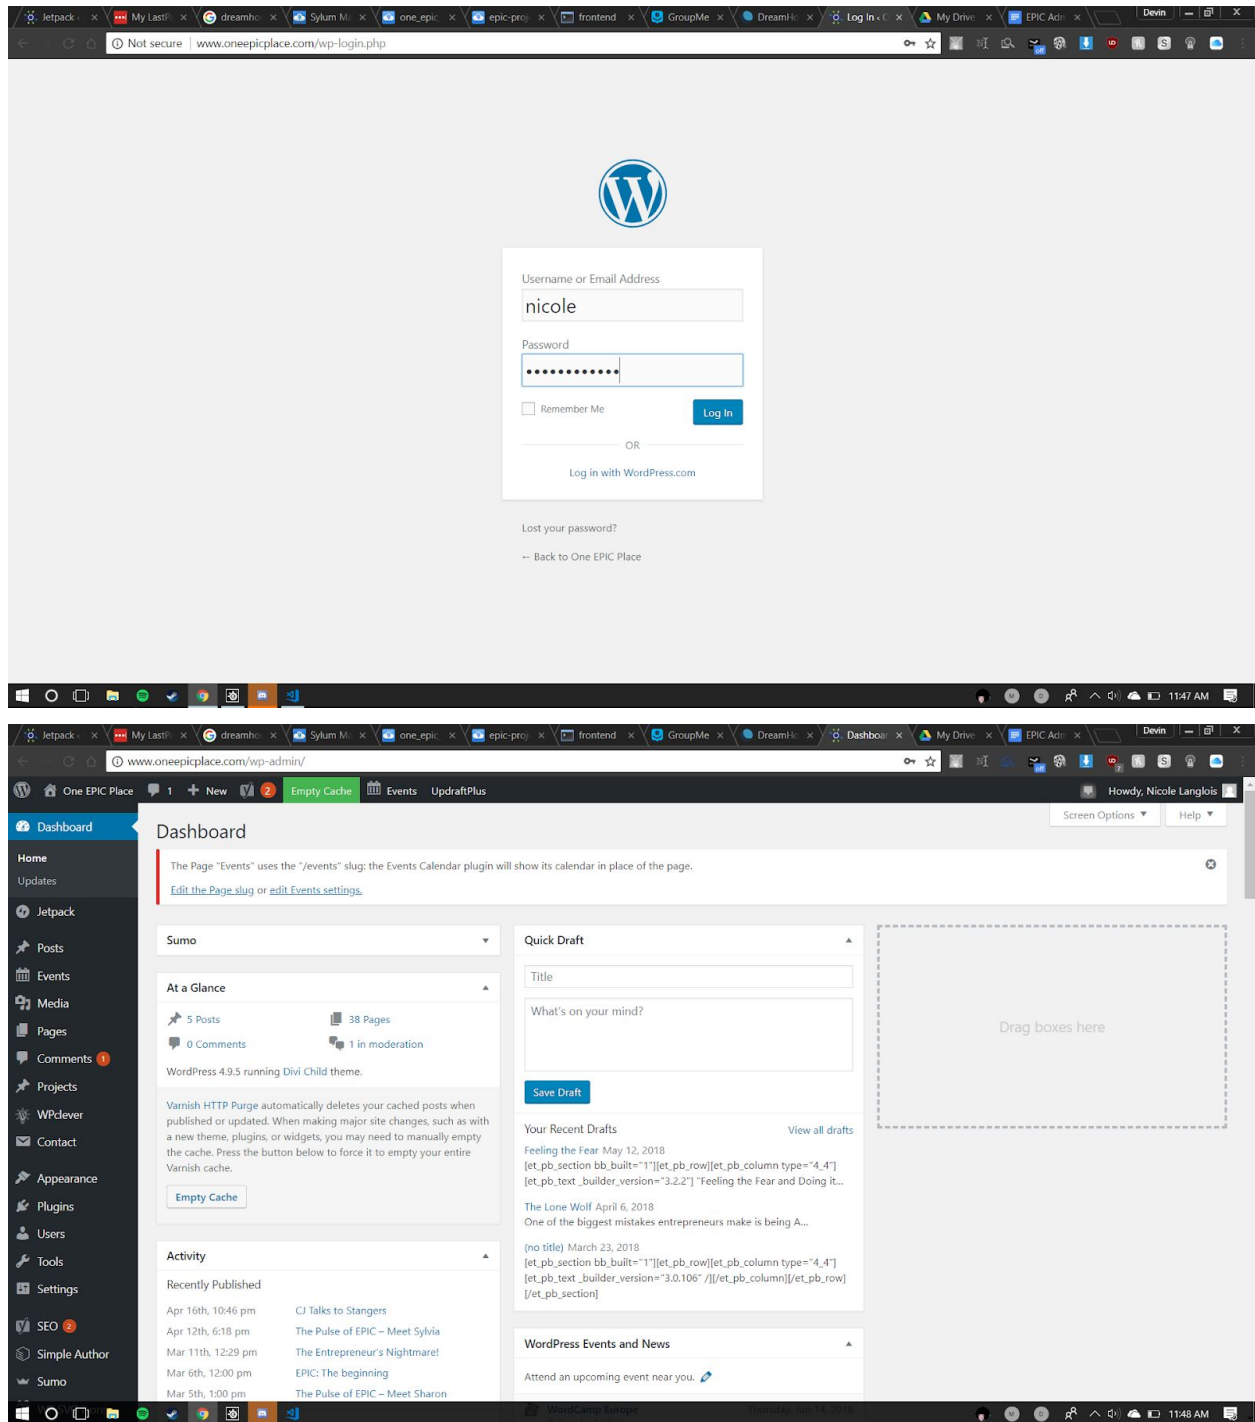 Jetpack
My LastP
dreamho
Sylum Ma
one_epic
epic-proj
frontend
GroupMe
DreamHo
Log In ‹ O
My Drive
EPIC Adm
Devin
Not secure | www.oneepicplace.com/wp-login.php
off
Username or Email Address
nicole
Password
••••••••••••
Remember Me
Log In
OR
Log in with WordPress.com
Lost your password?
← Back to One EPIC Place
11:47 AM
Jetpack
My LastP
dreamho
Sylum Ma
one_epic
epic-proj
frontend
GroupMe
DreamHo
Dashboar
My Drive
EPIC Adm
Devin
www.oneepicplace.com/wp-admin/
off
7
One EPIC Place
1
+ New
2
Empty Cache
Events
UpdraftPlus
Howdy, Nicole Langlois
Screen Options ▼
Help ▼
Dashboard
Home
Updates
Jetpack
Posts
Events
Media
Pages
Comments 1
Projects
WPclever
Contact
Appearance
Plugins
Users
Tools
Settings
SEO 2
Simple Author
Sumo
Dashboard
The Page "Events" uses the "/events" slug: the Events Calendar plugin will show its calendar in place of the page.
Edit the Page slug or edit Events settings.
Sumo
At a Glance
5 Posts
38 Pages
0 Comments
1 in moderation
WordPress 4.9.5 running Divi Child theme.
Varnish HTTP Purge automatically deletes your cached posts when
published or updated. When making major site changes, such as with
a new theme, plugins, or widgets, you may need to manually empty
the cache. Press the button below to force it to empty your entire
Varnish cache.
Empty Cache
Activity
Recently Published
Apr 16th, 10:46 pm
CJ Talks to Stangers
Apr 12th, 6:18 pm
The Pulse of EPIC – Meet Sylvia
Mar 11th, 12:29 pm
The Entrepreneur's Nightmare!
Mar 6th, 12:00 pm
EPIC: The beginning
Mar 5th, 1:00 pm
The Pulse of EPIC – Meet Sharon
Quick Draft
Title
What's on your mind?
Save Draft
Your Recent Drafts
View all drafts
Feeling the Fear May 12, 2018
[et_pb_section bb_built="1"][et_pb_row][et_pb_column type="4_4"]
[et_pb_text _builder_version="3.2.2"] "Feeling the Fear and Doing it...
The Lone Wolf April 6, 2018
One of the biggest mistakes entrepreneurs make is being A...
(no title) March 23, 2018
[et_pb_section bb_built="1"][et_pb_row][et_pb_column type="4_4"]
[et_pb_text _builder_version="3.0.106" /][/et_pb_column][/et_pb_row]
[/et_pb_section]
WordPress Events and News
Attend an upcoming event near you.
WordCamp Europe
Thursday, Jun 14, 2018
Drag boxes here
11:48 AM